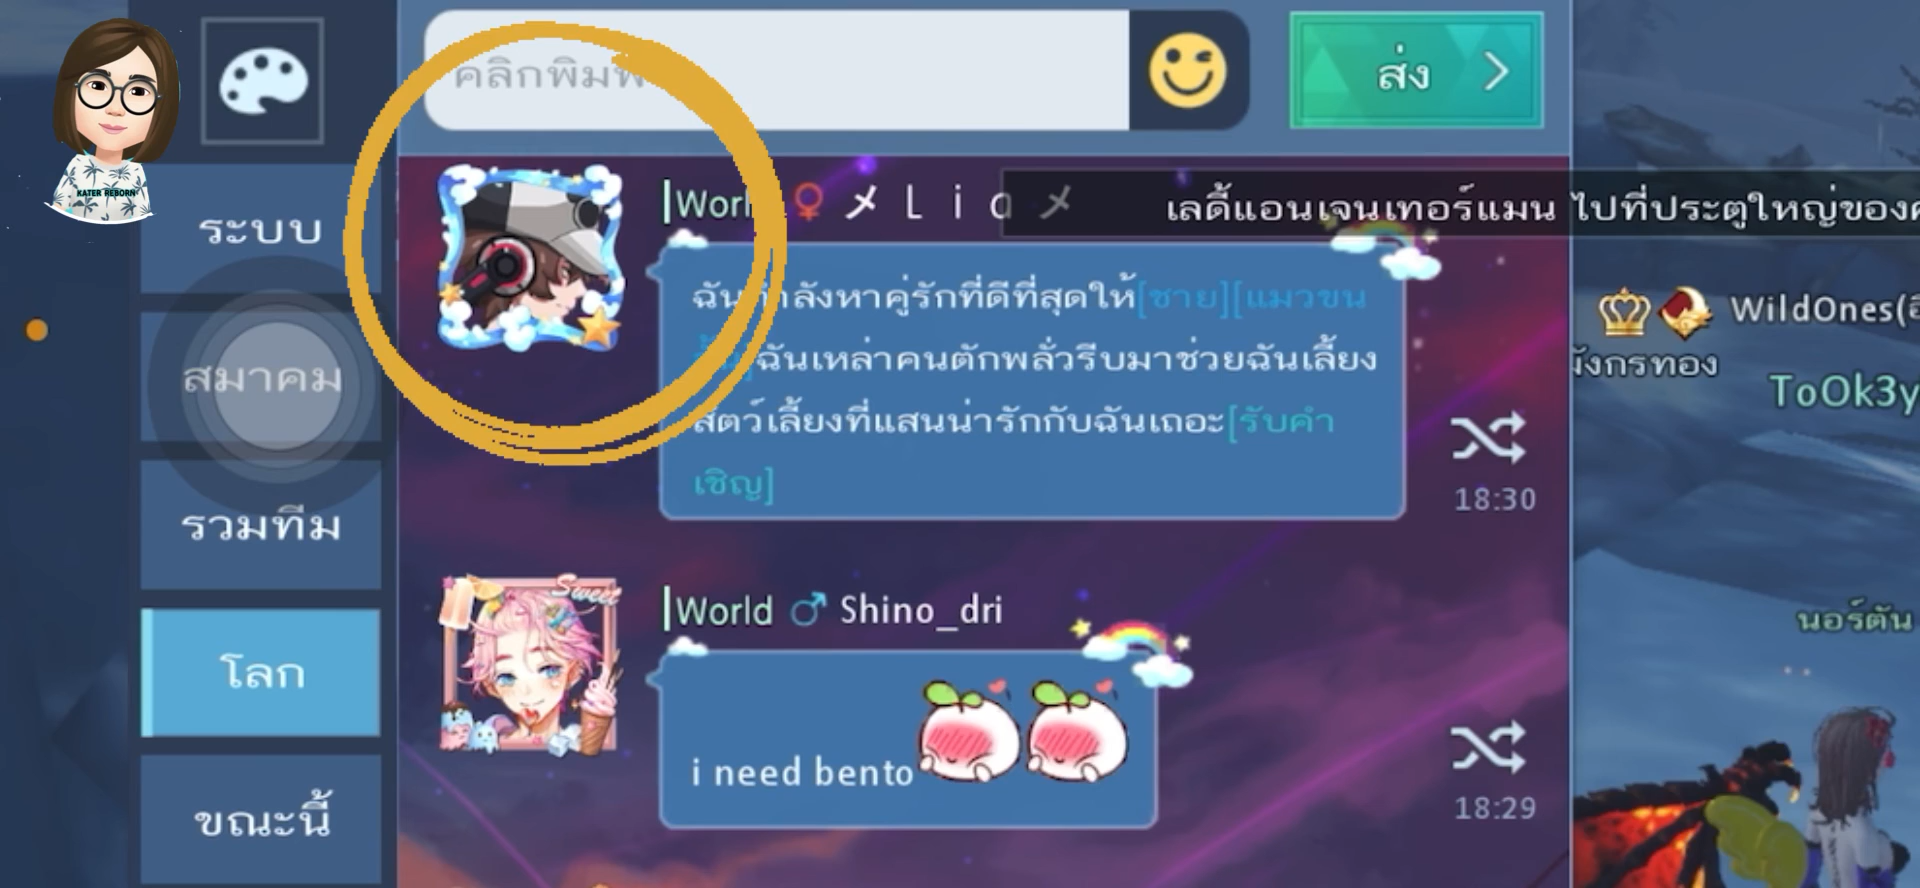 คลิกพิมพ์
ส่ง
KATER REBORN
ระบบ
สมาคม
รวมทีม
โลก
ขณะนี้
World ♀ メ L i a メ
เลดี้แอนเจนเทอร์แมน ไปที่ประตูใหญ่ของ
ฉันกำลังหาคู่รักที่ดีที่สุดให้[ชาย][แมวขน
ฉันเหล่าคนตักพลั่วรีบมาช่วยฉันเลี้ยง
สัตว์เลี้ยงที่แสนน่ารักกับฉันเถอะ[รับคำ
เชิญ]
18:30
Sweet
World ♂ Shino_dri
i need bento
18:29
WildOnes(
มังกรทอง
ToOk3y
นอร์ตัน